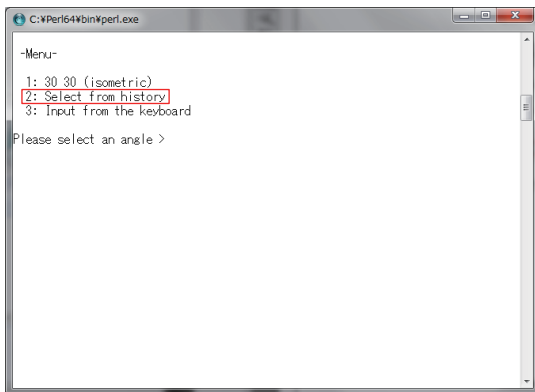 C:¥Perl64¥bin¥perl.exe
-Menu-
1: 30 30 (isometric)
2: Select from history
3: Input from the keyboard
Please select an angle >